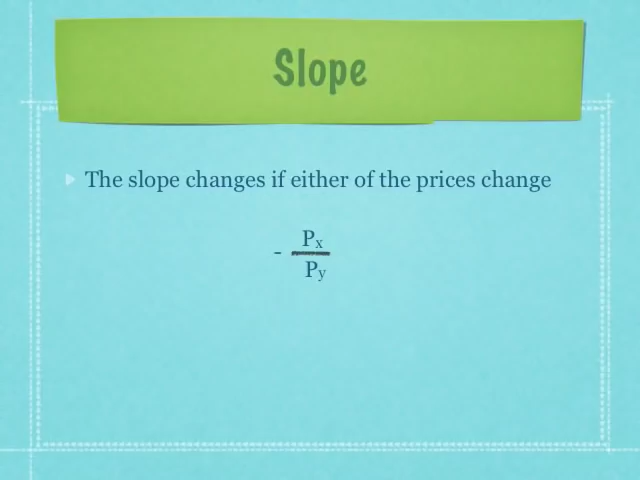 Slope
The slope changes if either of the prices change
- Px
Py